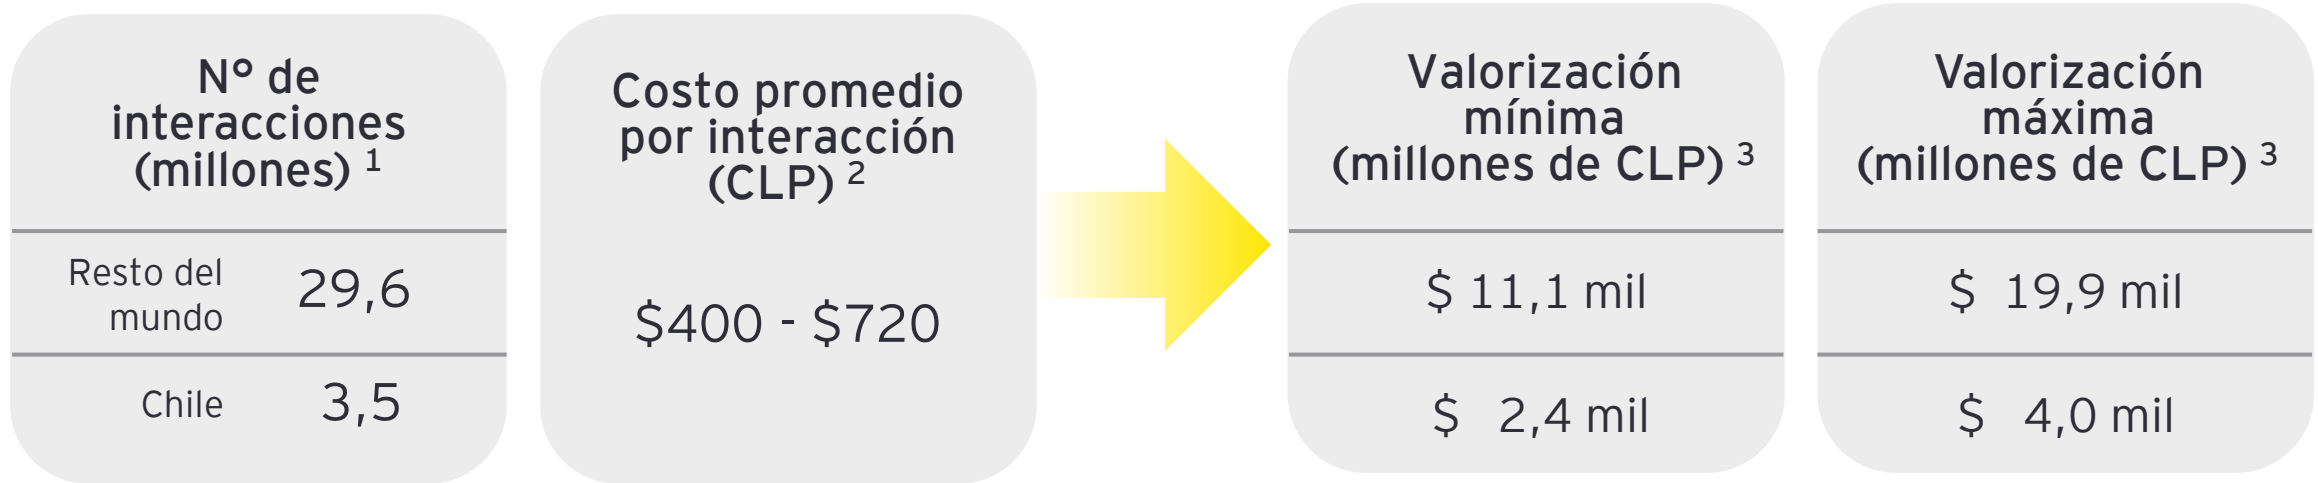 N° de
interacciones
(millones) ¹
Resto del
mundo
29,6
Chile
3,5
Costo promedio
por interacción
(CLP) ²
$400 - $720
Valorización
mínima
(millones de CLP) ³
$ 11,1 mil
$ 2,4 mil
Valorización
máxima
(millones de CLP) ³
$ 19,9 mil
$ 4,0 mil